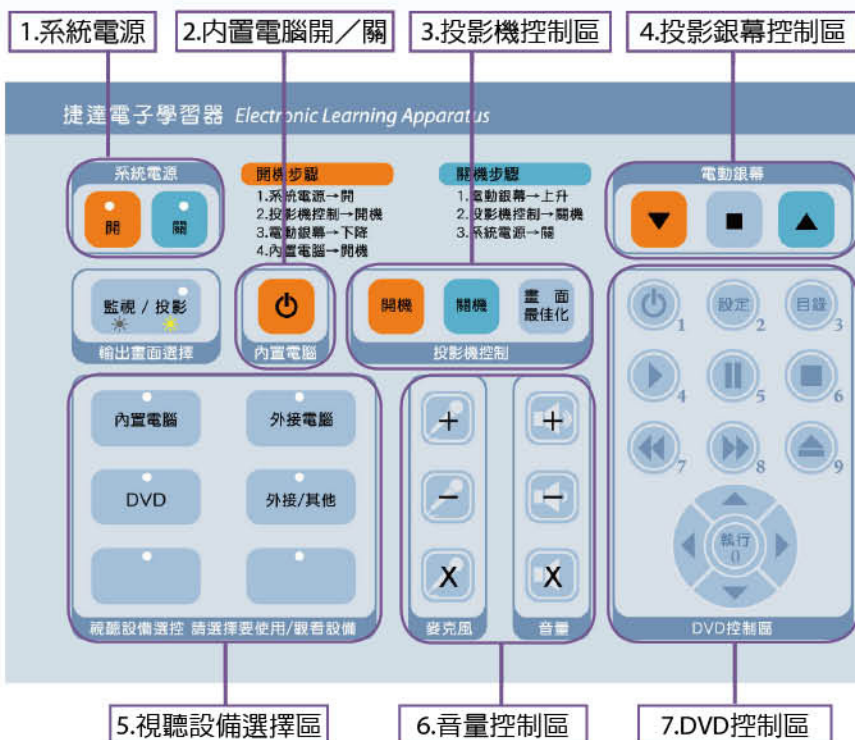 1.系統電源
2.内置電腦開／關
3.投影機控制區
4.投影銀幕控制區
捷達電子學習器 Electronic Learning Apparatus
系統電源
開
關
開機步驟
1.系統電源→開
2.投影機控制→開機
3.電動銀幕→下降
4.內置電腦→開機
關機步驟
1.電動銀幕→上升
2.投影機控制→關機
3.系統電源→關
電動銀幕
監視 / 投影
輸出畫面選擇
內置電腦
開機
關機
畫 面
最佳化
投影機控制
1
設定 2
目錄 3
4
5
6
7
8
9
執行
0
DVD控制區
內置電腦
外接電腦
DVD
外接/其他
視聽設備選控 請選擇要使用/觀看設備
+
−
X
麥克風
+
−
X
音量
5.視聽設備選擇區
6.音量控制區
7.DVD控制區